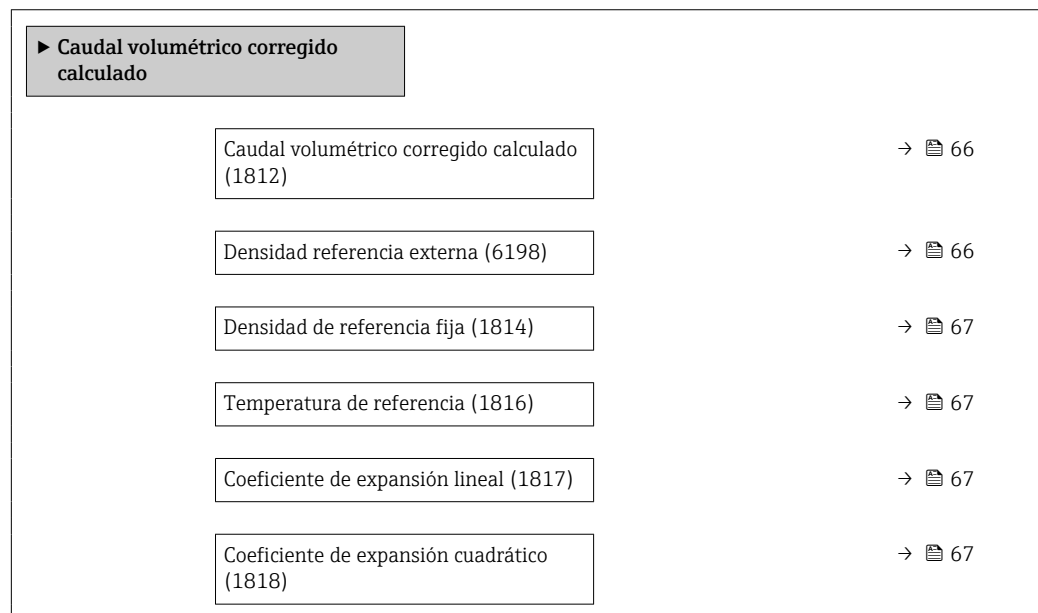 ▶ Caudal volumétrico corregido
calculado
Caudal volumétrico corregido calculado
(1812)
→ 66
Densidad referencia externa (6198)
→ 66
Densidad de referencia fija (1814)
→ 67
Temperatura de referencia (1816)
→ 67
Coeficiente de expansión lineal (1817)
→ 67
Coeficiente de expansión cuadrático
(1818)
→ 67